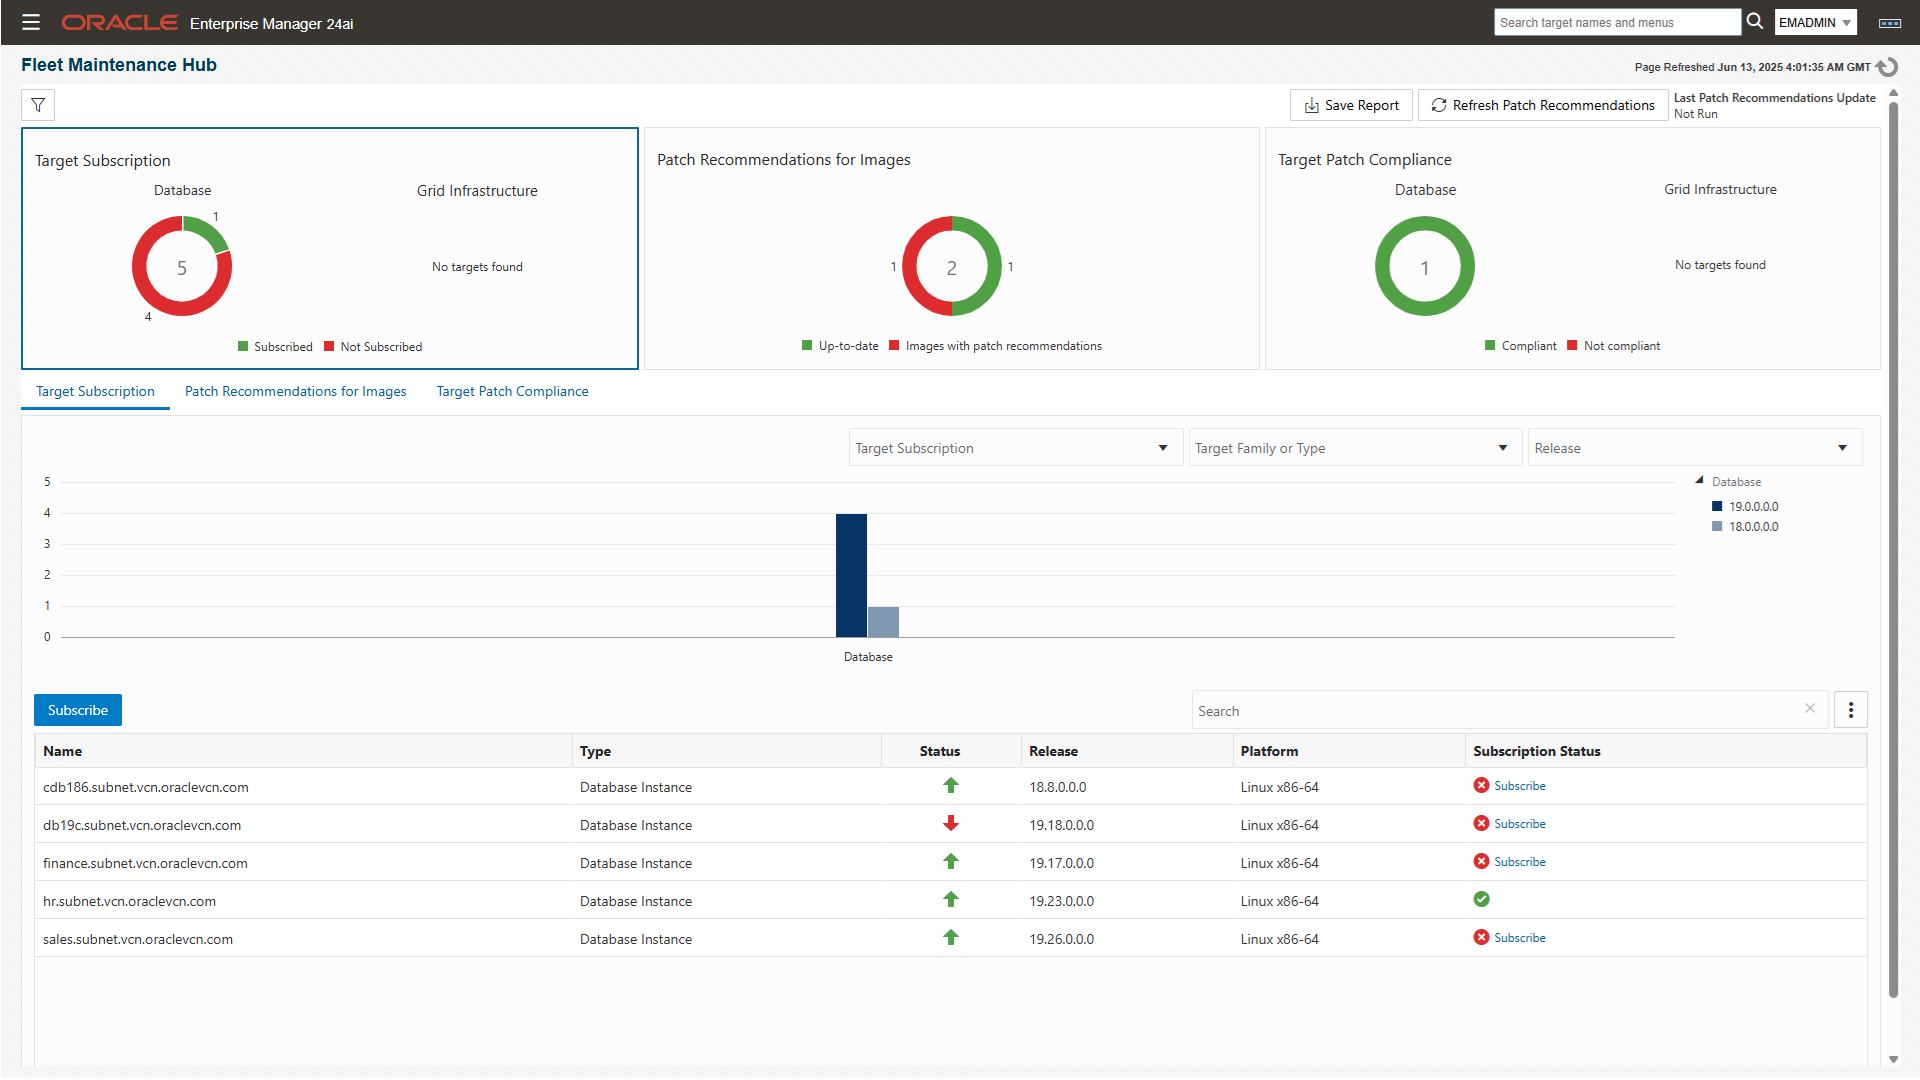 ORACLE Enterprise Manager 24ai
Search target names and menus
EMADMIN
Fleet Maintenance Hub
Page Refreshed Jun 13, 2025 4:01:35 AM GMT
Save Report
Refresh Patch Recommendations
Last Patch Recommendations Update
Not Run
Target Subscription
Database
Grid Infrastructure
1
5
4
No targets found
Subscribed
Not Subscribed
Patch Recommendations for Images
1
2
1
Up-to-date
Images with patch recommendations
Target Patch Compliance
Database
Grid Infrastructure
1
No targets found
Compliant
Not compliant
Target Subscription
Patch Recommendations for Images
Target Patch Compliance
Target Subscription
Target Family or Type
Release
5
4
3
2
1
0
Database
Database
19.0.0.0.0
18.0.0.0.0
Subscribe
Search
Name Type Status Release Platform Subscription Status
cdb186.subnet.vcn.oraclevcn.com Database Instance 18.8.0.0.0 Linux x86-64 Subscribe
db19c.subnet.vcn.oraclevcn.com Database Instance 19.18.0.0.0 Linux x86-64 Subscribe
finance.subnet.vcn.oraclevcn.com Database Instance 19.17.0.0.0 Linux x86-64 Subscribe
hr.subnet.vcn.oraclevcn.com Database Instance 19.23.0.0.0 Linux x86-64
sales.subnet.vcn.oraclevcn.com Database Instance 19.26.0.0.0 Linux x86-64 Subscribe